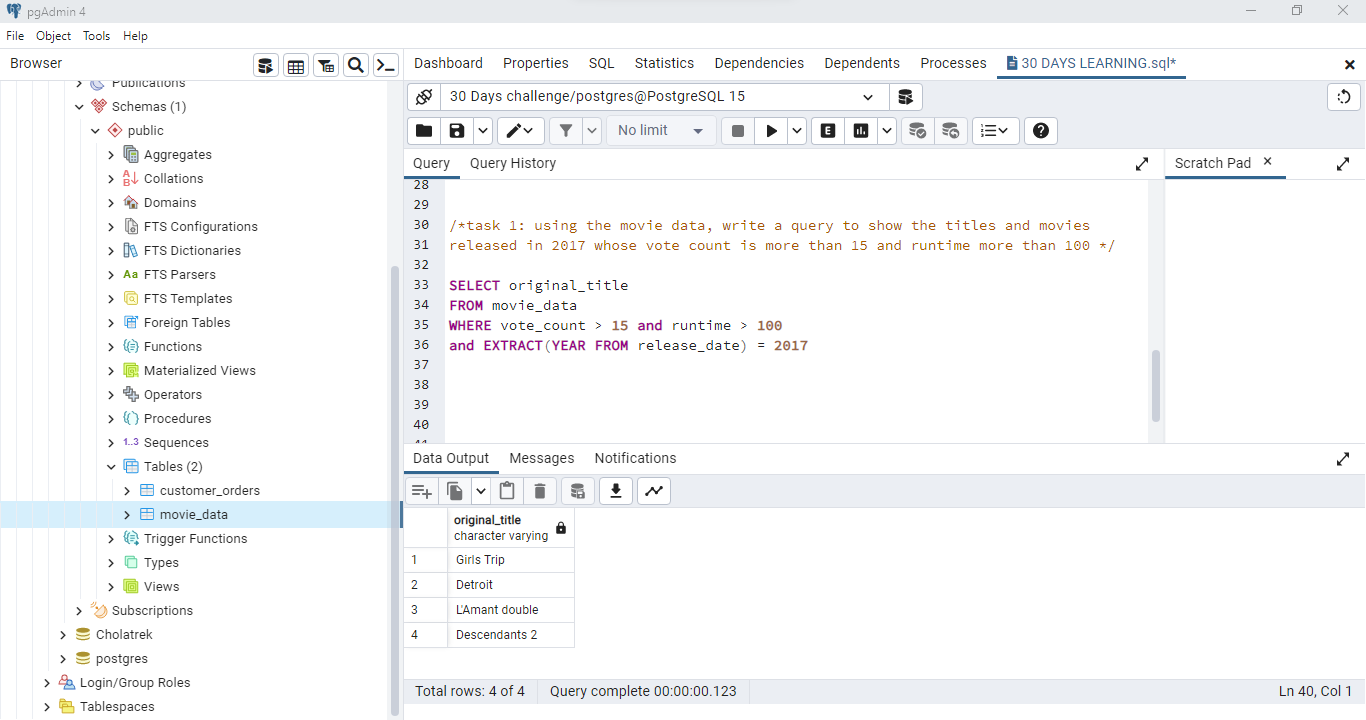 pgAdmin 4
File Object Tools Help
Browser
Publications
Schemas (1)
public
Aggregates
Collations
Domains
FTS Configurations
FTS Dictionaries
Aa FTS Parsers
FTS Templates
Foreign Tables
Functions
Materialized Views
Operators
Procedures
1..3 Sequences
Tables (2)
customer_orders
movie_data
Trigger Functions
Types
Views
Subscriptions
Cholatrek
postgres
Login/Group Roles
Tablespaces
Dashboard Properties SQL Statistics Dependencies Dependents Processes 30 DAYS LEARNING.sql*
30 Days challenge/postgres@PostgreSQL 15
No limit
E
Query Query History
Scratch Pad
28
29
30 /*task 1: using the movie data, write a query to show the titles and movies
31 released in 2017 whose vote count is more than 15 and runtime more than 100 */
32
33 SELECT original_title
34 FROM movie_data
35 WHERE vote_count > 15 and runtime > 100
36 and EXTRACT(YEAR FROM release_date) = 2017
37
38
39
40
41
Data Output Messages Notifications
original_title
character varying
1 Girls Trip
2 Detroit
3 L'Amant double
4 Descendants 2
Total rows: 4 of 4 Query complete 00:00:00.123 Ln 40, Col 1